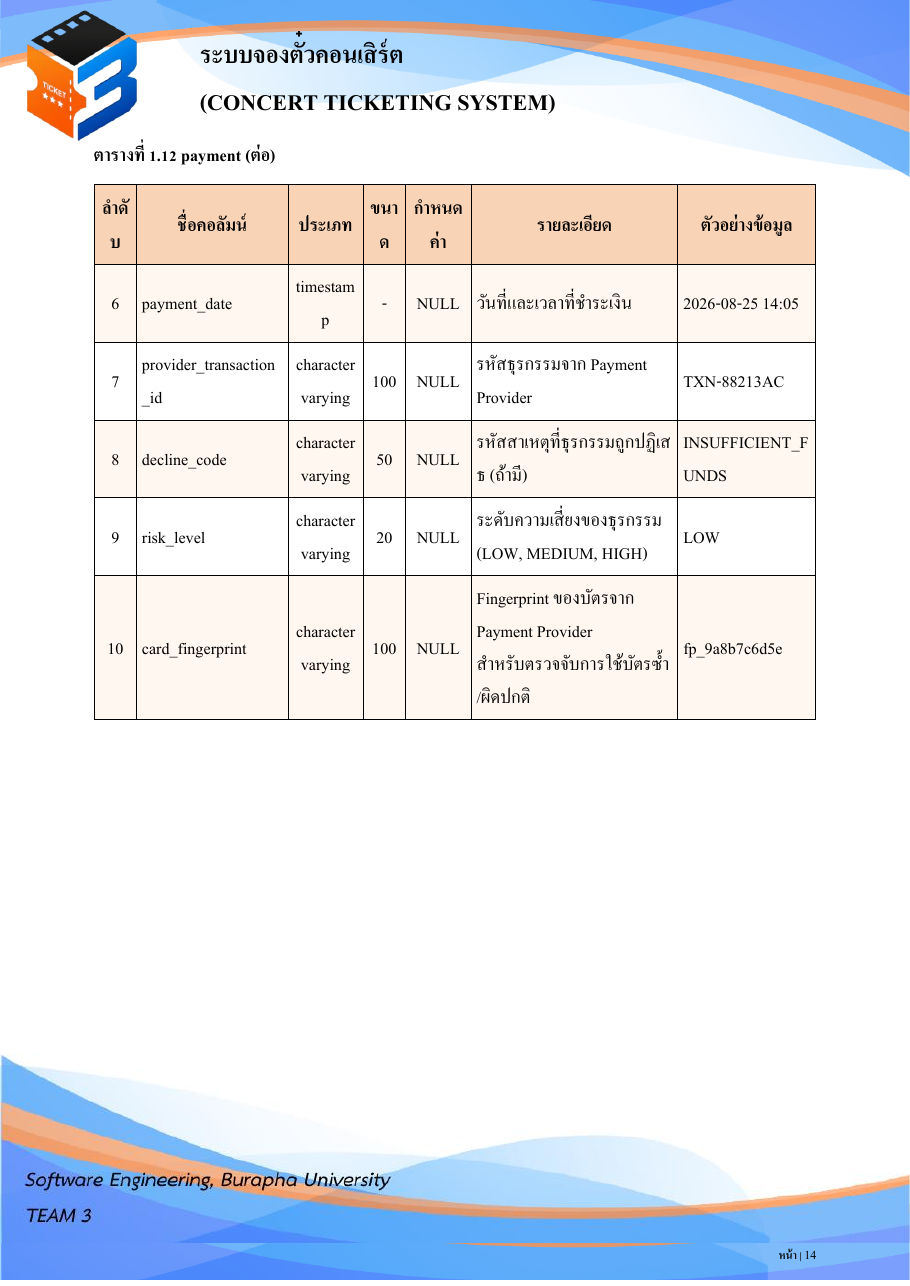 ระบบจองตั๋วคอนเสิร์ต
(CONCERT TICKETING SYSTEM)
TICKET
ตารางที่ 1.12 payment (ต่อ)
ลำดั
บ
ชื่อคอลัมน์
ประเภท
ขนา
ด
กำหนด
ค่า
รายละเอียด
ตัวอย่างข้อมูล
6
payment_date
timestam
p
-
NULL
วันที่และเวลาที่ชำระเงิน
2026-08-25 14:05
7
provider_transaction
_id
character
varying
100
NULL
รหัสธุรกรรมจาก Payment
Provider
TXN-88213AC
8
decline_code
character
varying
50
NULL
รหัสสาเหตุที่ธุรกรรมถูกปฏิเส
ธ (ถ้ามี)
INSUFFICIENT_F
UNDS
9
risk_level
character
varying
20
NULL
ระดับความเสี่ยงของธุรกรรม
(LOW, MEDIUM, HIGH)
LOW
10
card_fingerprint
character
varying
100
NULL
Fingerprint ของบัตรจาก
Payment Provider
สำหรับตรวจจับการใช้บัตรซ้ำ
/ผิดปกติ
fp_9a8b7c6d5e
Software Engineering, Burapha University
TEAM 3
หน้า | 14